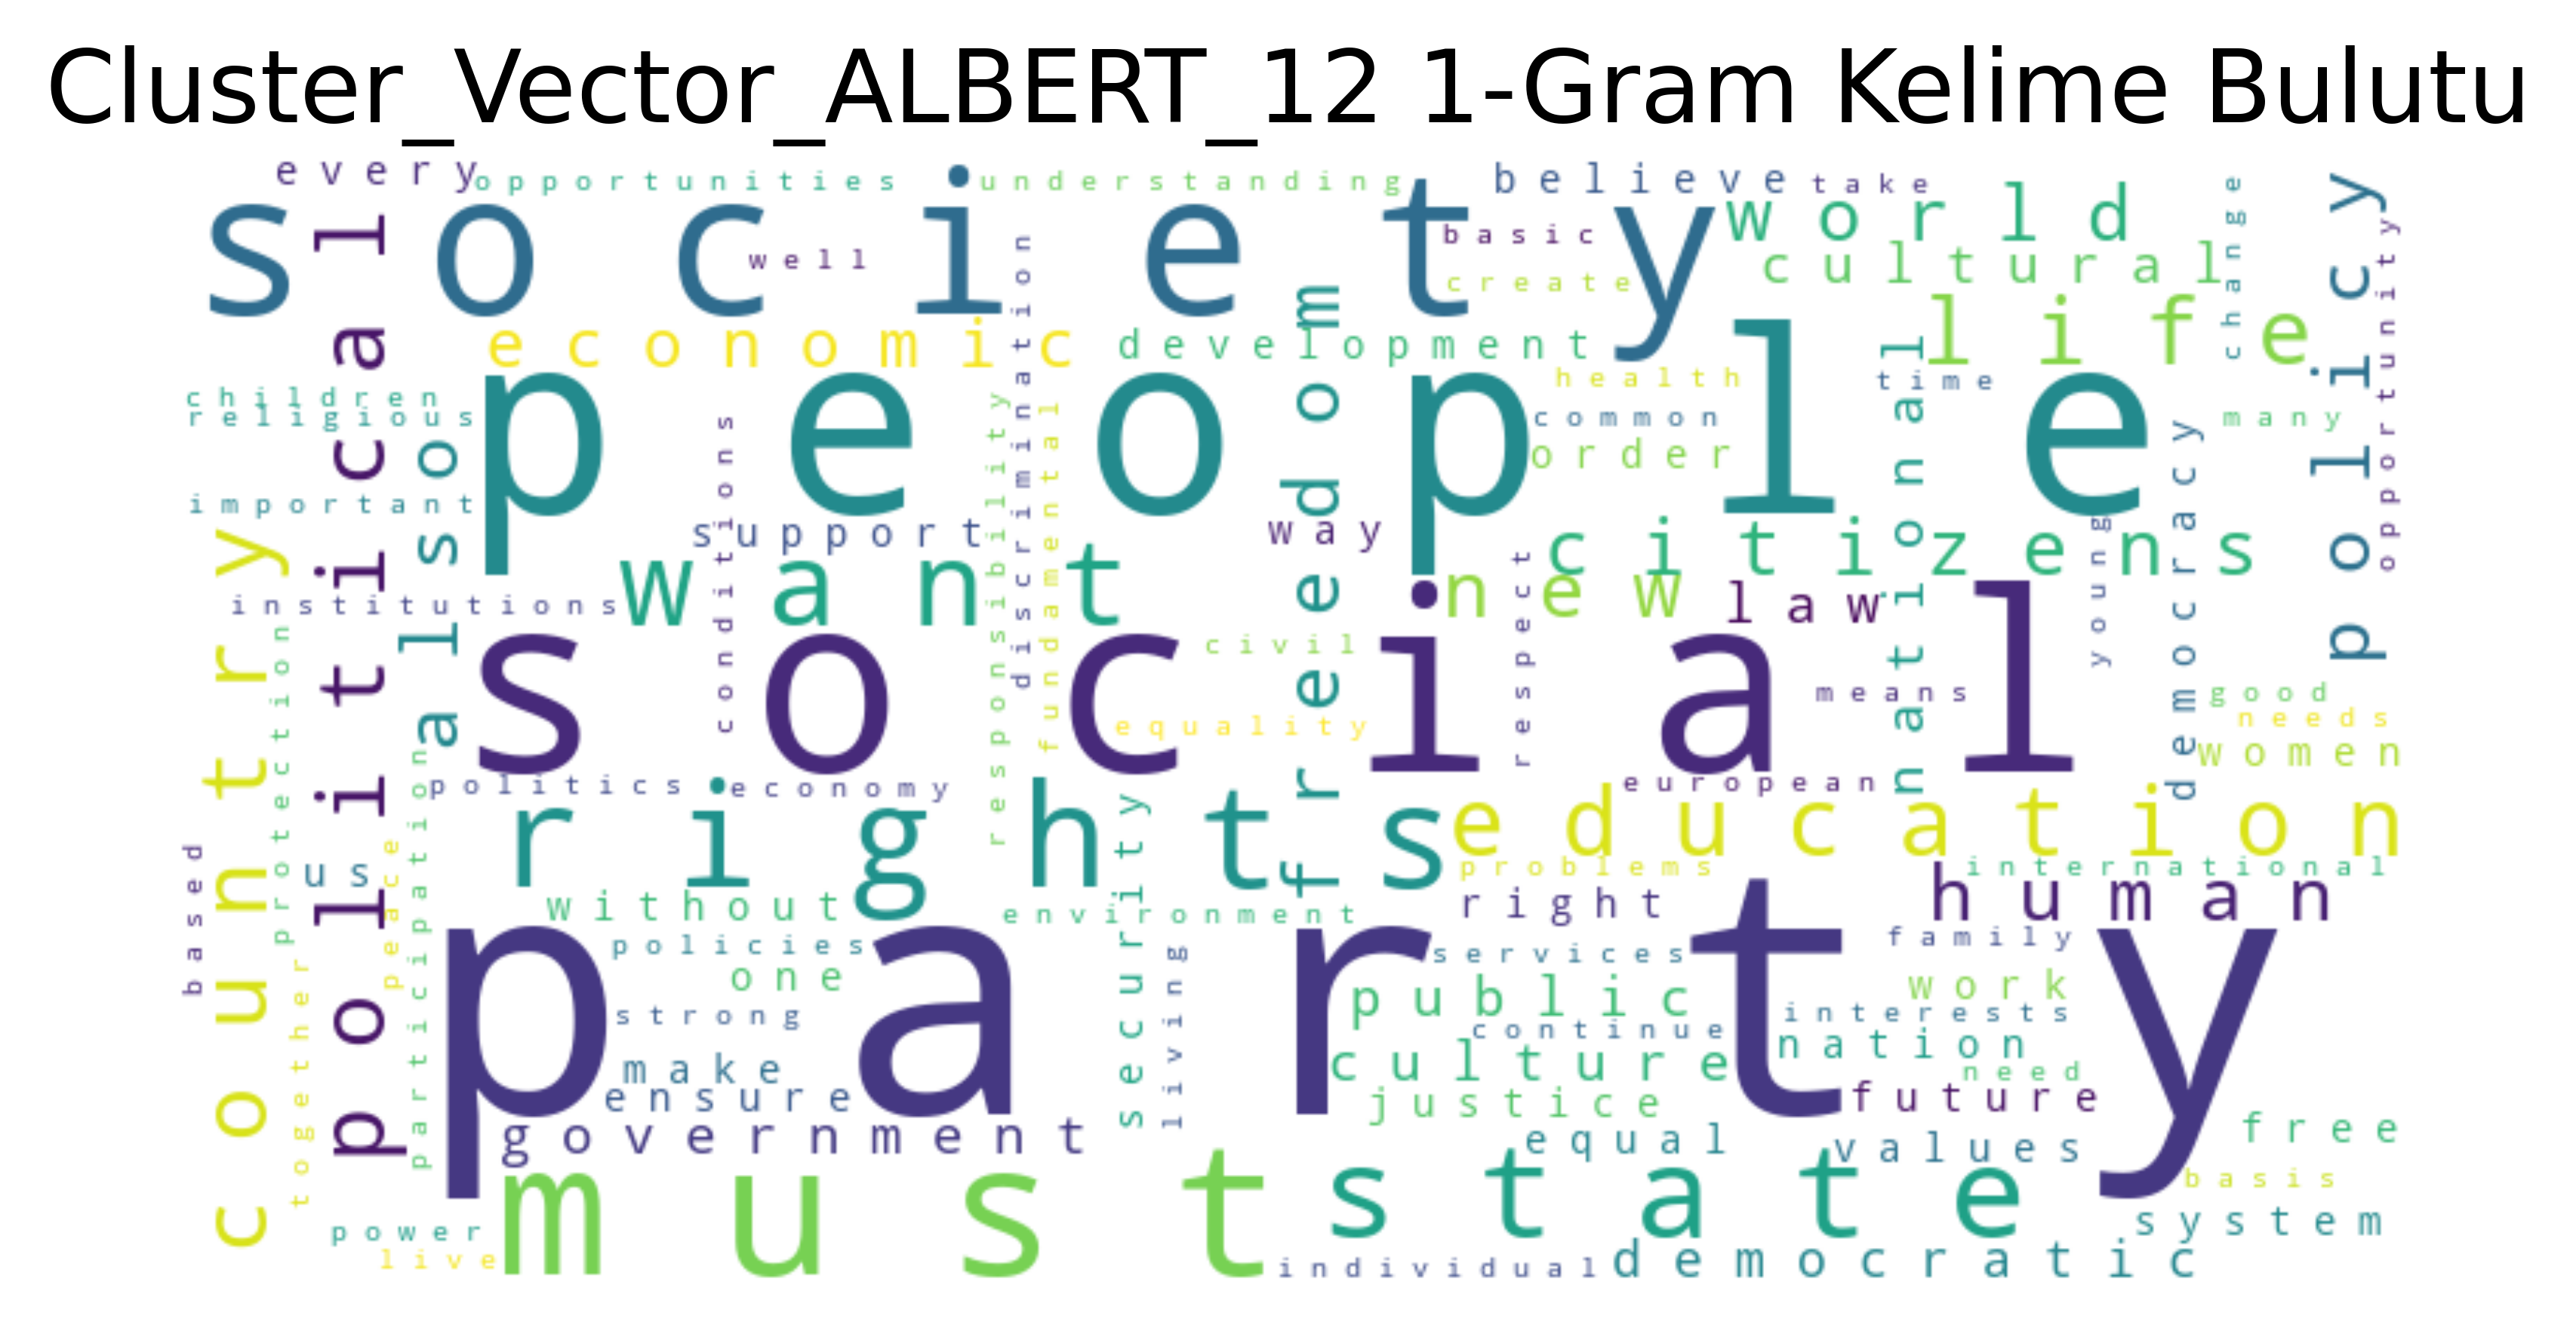 Cluster_Vector_ALBERT_12 1-Gram Kelime Bulutu
every
opportunities
understanding
believe
take
society
well
basic
create
world
cultural
change
policy
opportunity
political
economic
development
discrimination
freedom
life
children
religious
also
people
health
common
order
time
national
many
important
conditions
responsibility
fundamental
support
way
citizens
democracy
young
country
institutions
want
new
law
respect
protection
social
civil
equality
means
good
needs
women
politics
economy
european
participation
rights
security
education
problems
international
based
us
peace
without
environment
right
human
policies
one
party
services
family
work
together
strong
living
public
continue
interests
nation
make
culture
need
ensure
justice
future
government
equal
values
free
must
state
basis
power
live
system
individual
democratic